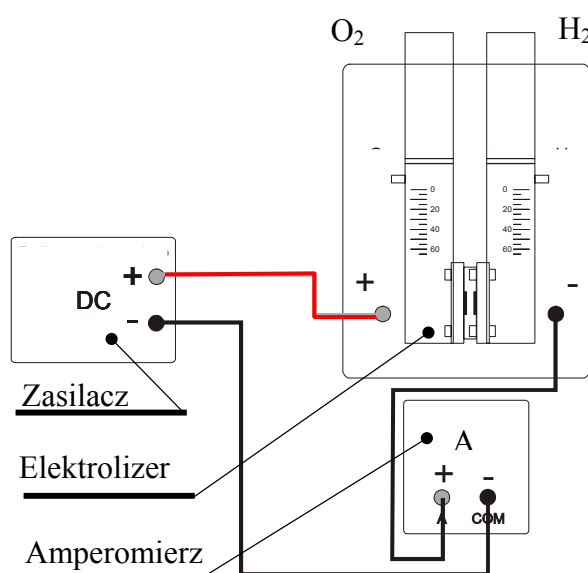 O2 H2
0 0
20 20
40 40
60 60
+ -
+
DC
-
Zasilacz
A
Elektrolizer
+ -
A COM
Amperomierz